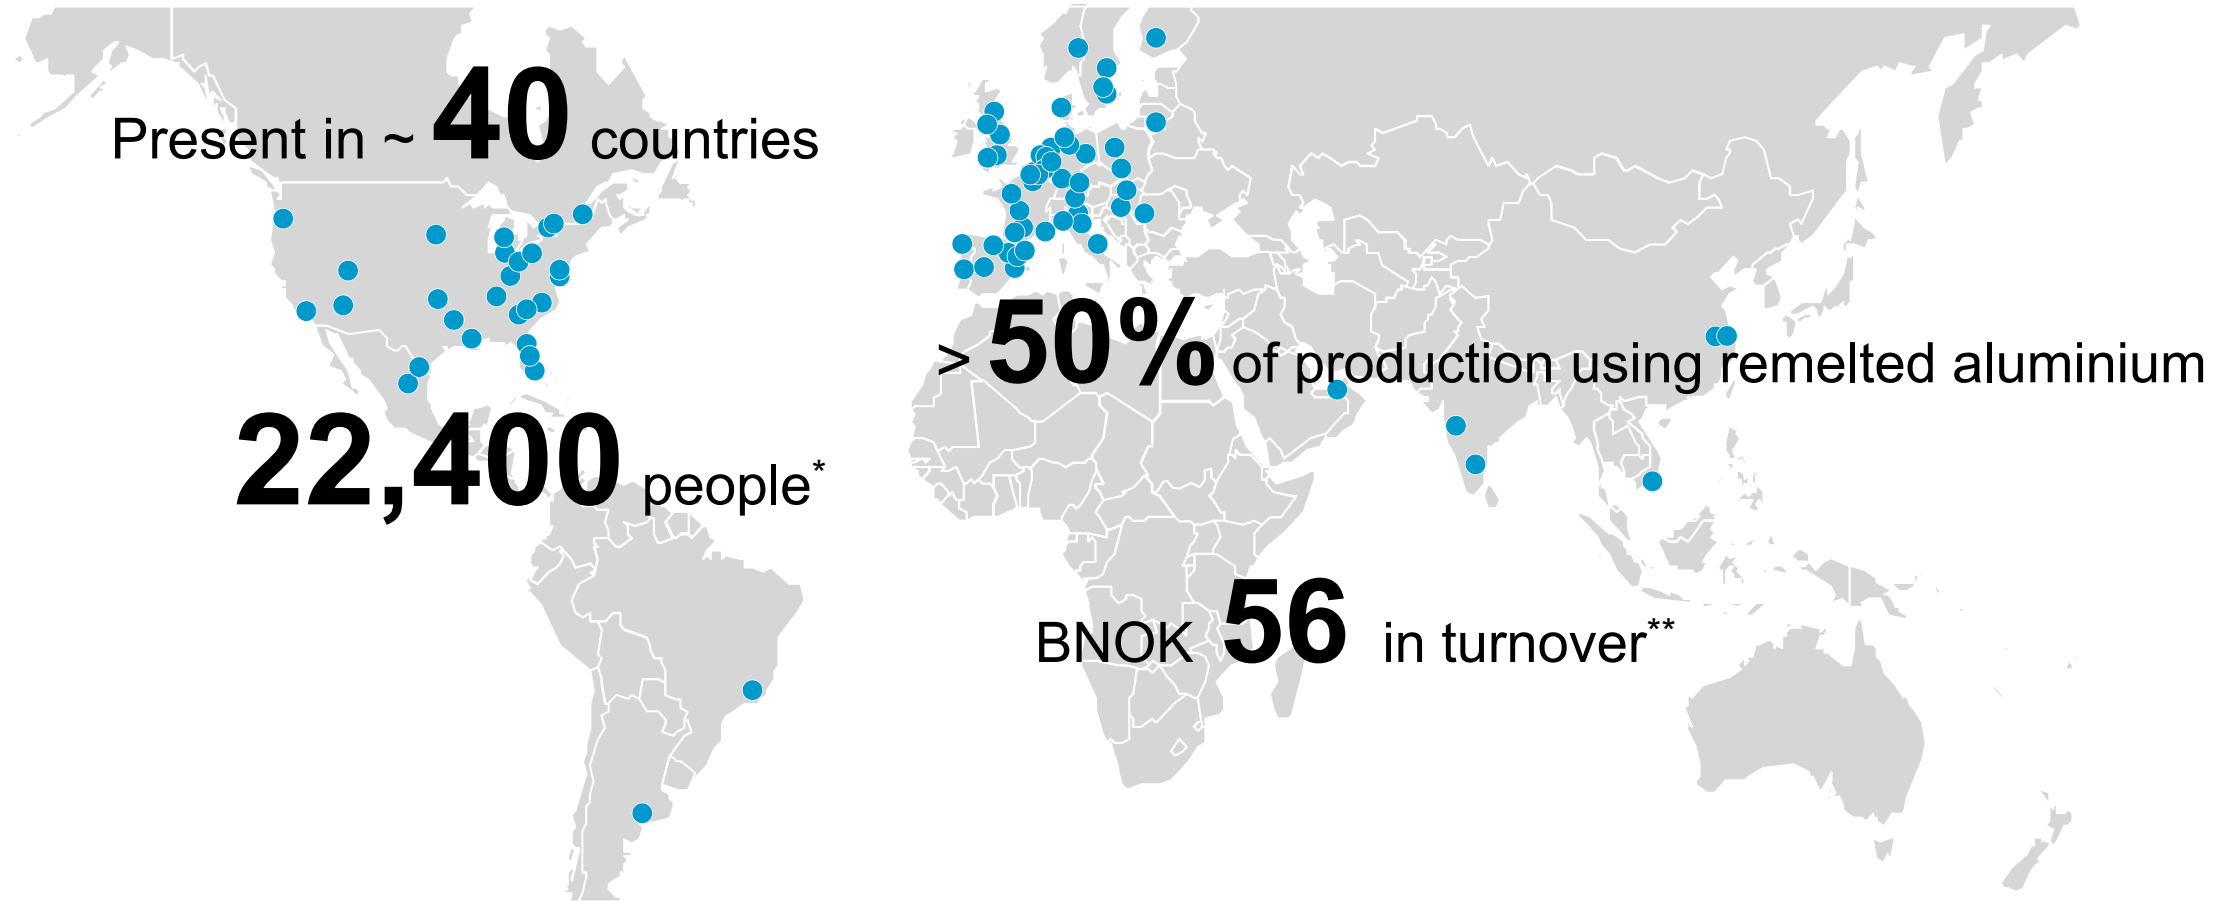 Present in ~ 40 countries
> 50% of production using remelted aluminium
22,400 people*
BNOK 56 in turnover**